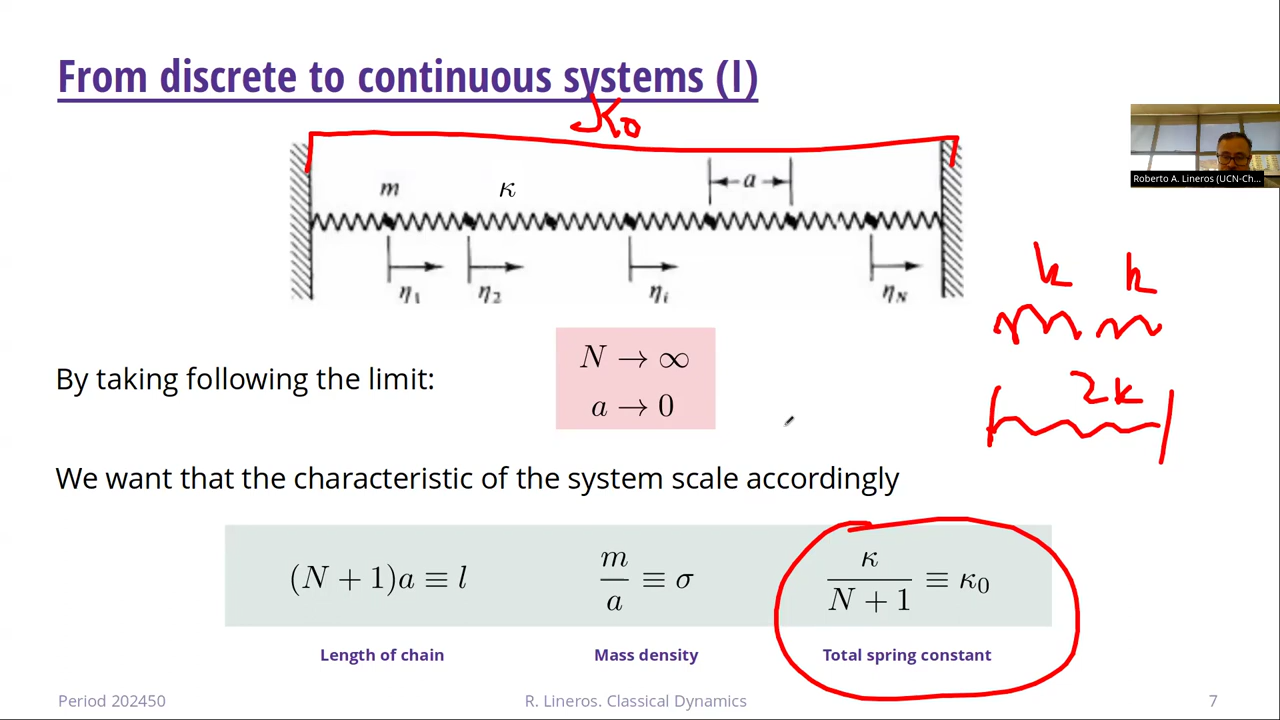 From discrete to continuous systems (I)
K₀
m κ a
η₁ η₂ ηᵢ η_N
Roberto A. Lineros (UCN-Ch...
k k
2k
N → ∞
By taking following the limit:
a → 0
We want that the characteristic of the system scale accordingly
(N + 1)a ≡ l m/a ≡ σ κ/(N + 1) ≡ κ₀
Length of chain Mass density Total spring constant
Period 202450 R. Lineros. Classical Dynamics 7